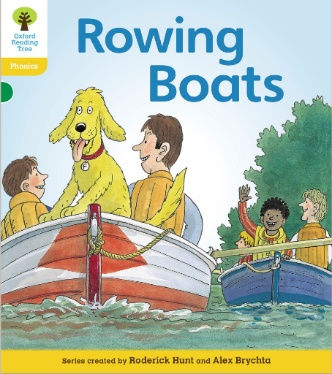 Oxford
Reading
Tree
Phonics
Rowing
Boats
Series created by Roderick Hunt and Alex Brychta